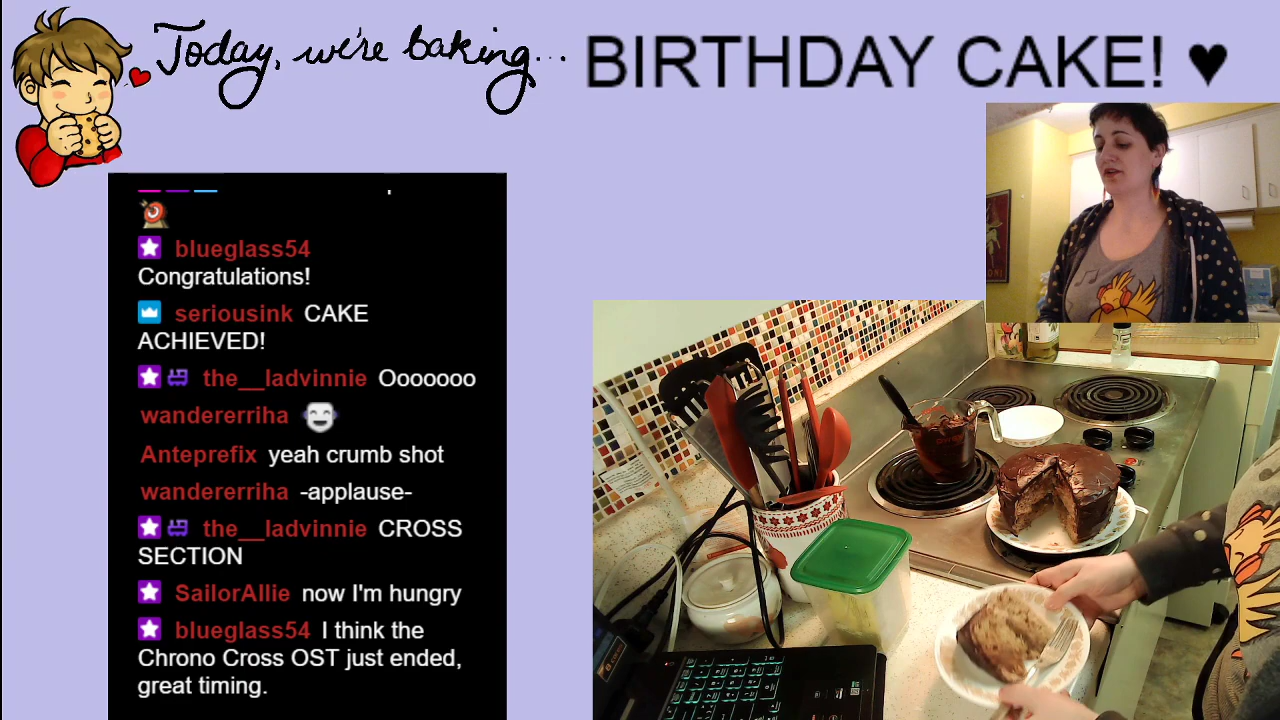 Today, we're baking... BIRTHDAY CAKE! ♥
blueglass54
Congratulations!
seriousink CAKE
ACHIEVED!
the__ladvinnie Ooooooo
wandererriha
Anteprefix yeah crumb shot
wandererriha -applause-
the__ladvinnie CROSS
SECTION
SailorAllie now I'm hungry
blueglass54 I think the
Chrono Cross OST just ended,
great timing.